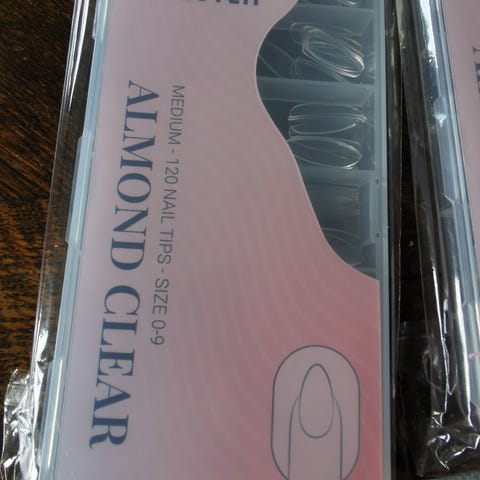 MEDIUM - 120 NAIL TIPS - SIZE 0-9
ALMOND CLEAR